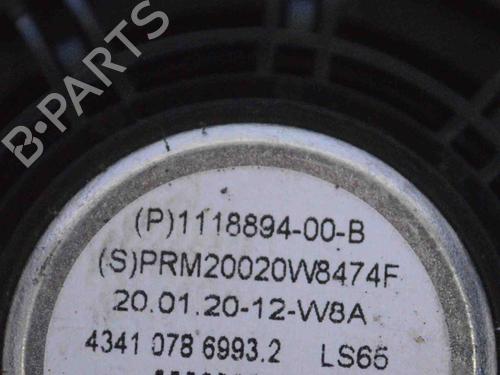 B·PARTS
(P)1118894-00-B
(S)PRM20020W8474F
20.01.20-12-W8A
4341 078 6993.2 LS65